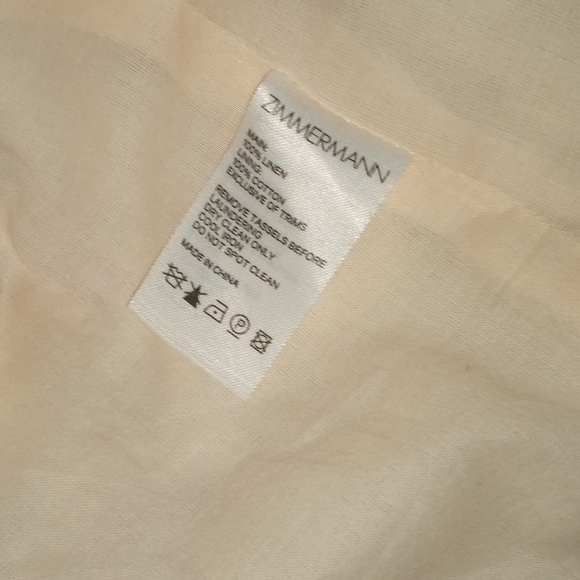 ZIMMERMANN
MAIN:
100% LINEN
LINING:
100% COTTON
EXCLUSIVE OF TRIMS
REMOVE TASSELS BEFORE
LAUNDERING
DRY CLEAN ONLY
COOL IRON
DO NOT SPOT CLEAN
MADE IN CHINA
P